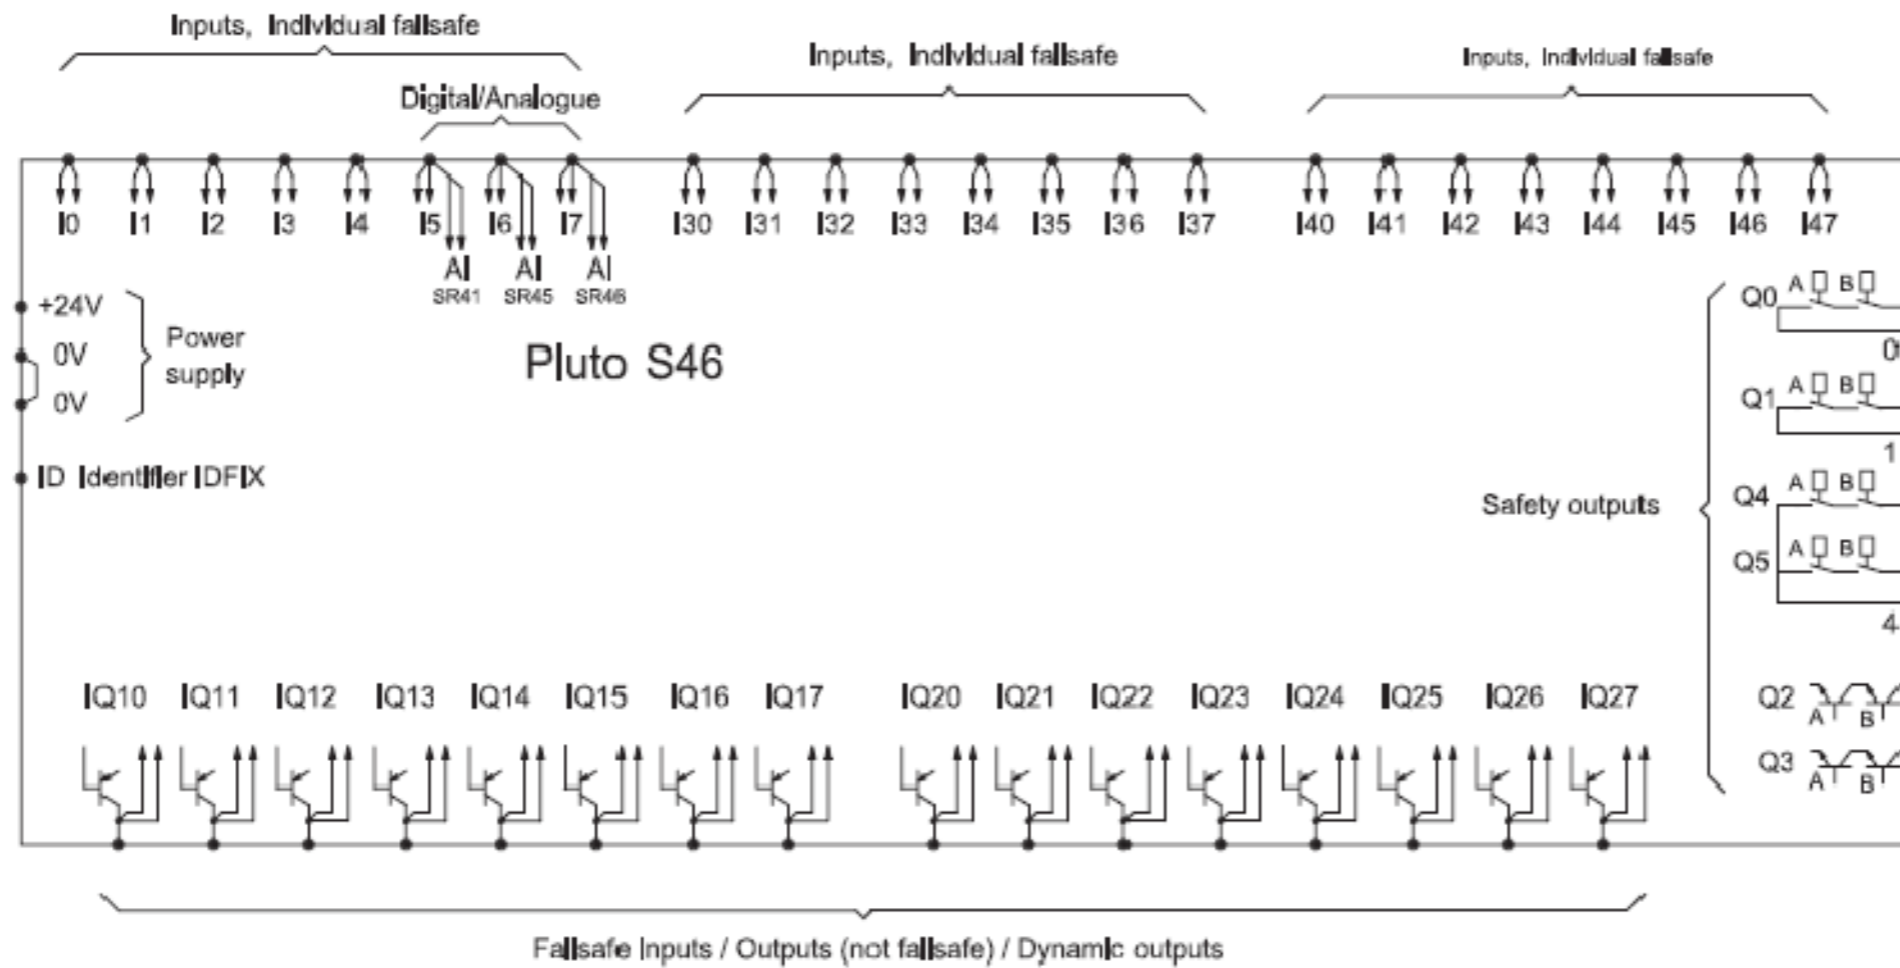 Inputs, Individual failsafe
Inputs, Individual failsafe
Inputs, Individual failsafe
Digital/Analogue
I0 I1 I2 I3 I4 I5 I6 I7 I30 I31 I32 I33 I34 I35 I36 I37 I40 I41 I42 I43 I44 I45 I46 I47
AI AI AI
SR41 SR45 SR46
+24V
0V
0V
Power
supply
Pluto S46
ID Identifier IDFIX
Safety outputs
Q0 A B
Q1 A B
1
Q4 A B
Q5 A B
4
Q2 A B
Q3 A B
IQ10 IQ11 IQ12 IQ13 IQ14 IQ15 IQ16 IQ17 IQ20 IQ21 IQ22 IQ23 IQ24 IQ25 IQ26 IQ27
Failsafe Inputs / Outputs (not failsafe) / Dynamic outputs